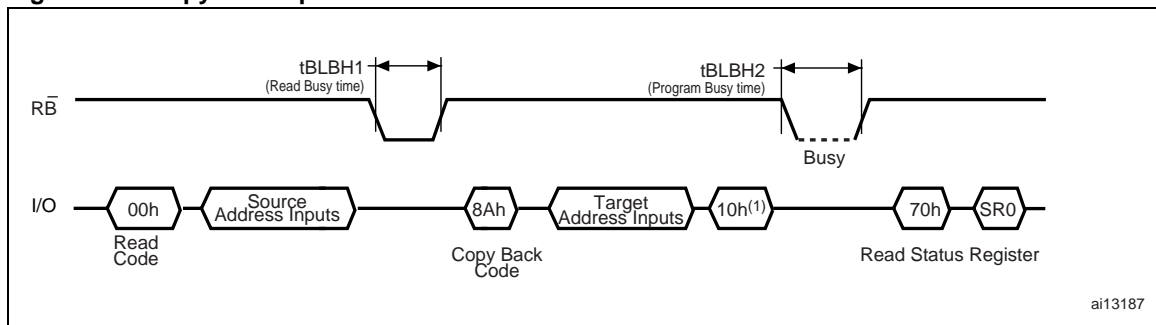 tBLBH1
(Read Busy time)
tBLBH2
(Program Busy time)
RB
Busy
I/O
00h
Source
Address Inputs
8Ah
Target
Address Inputs
10h(1)
70h
SR0
Read
Code
Copy Back
Code
Read Status Register
ai13187